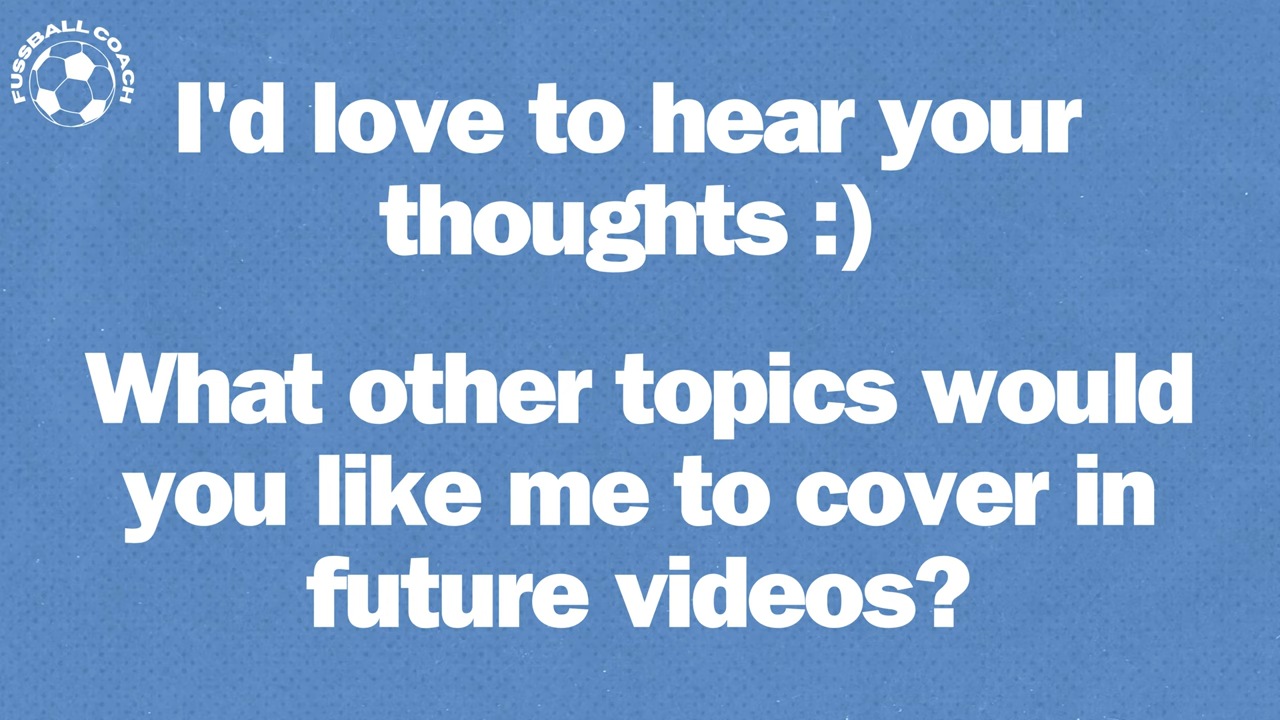 FUSSBALL COACH
I'd love to hear your
thoughts :)
What other topics would
you like me to cover in
future videos?